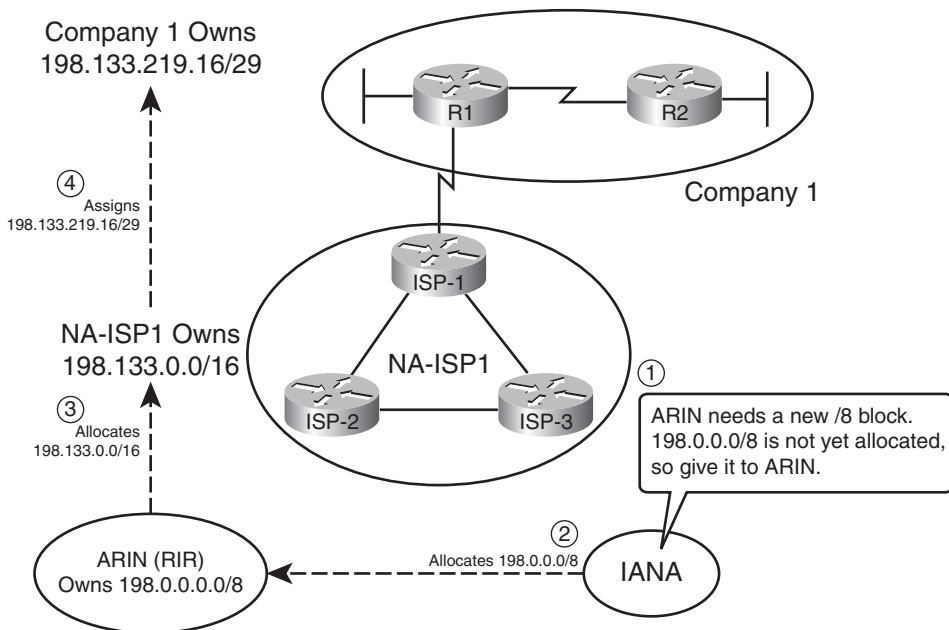 Company 1 Owns
198.133.219.16/29
R1
R2
Company 1
4
Assigns
198.133.219.16/29
ISP-1
NA-ISP1 Owns
198.133.0.0/16
NA-ISP1
ISP-2
ISP-3
1
ARIN needs a new /8 block.
198.0.0.0/8 is not yet allocated,
so give it to ARIN.
3
Allocates
198.133.0.0/16
2
Allocates 198.0.0.0/8
ARIN (RIR)
Owns 198.0.0.0.0/8
IANA